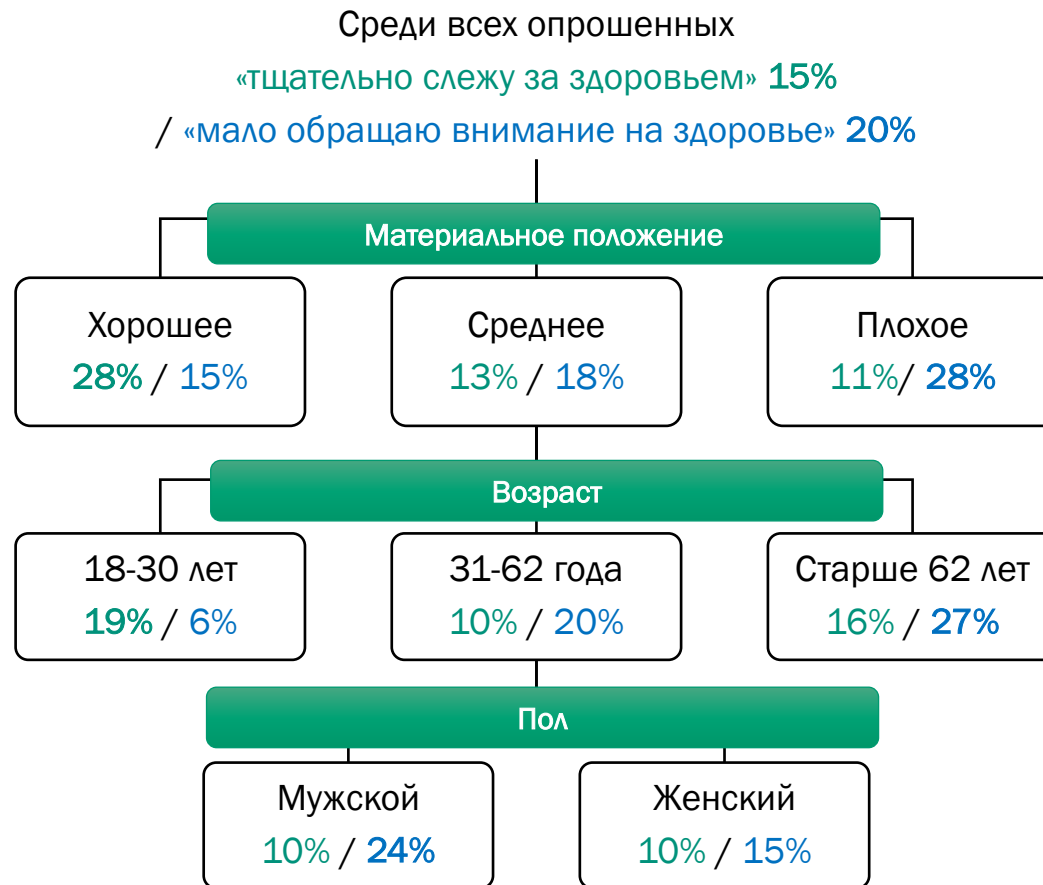 Среди всех опрошенных
«тщательно слежу за здоровьем» 15%
/ «мало обращаю внимание на здоровье» 20%
Материальное положение
Хорошее
28% / 15%
Среднее
13% / 18%
Плохое
11%/ 28%
Возраст
18-30 лет
19% / 6%
31-62 года
10% / 20%
Старше 62 лет
16% / 27%
Пол
Мужской
10% / 24%
Женский
10% / 15%